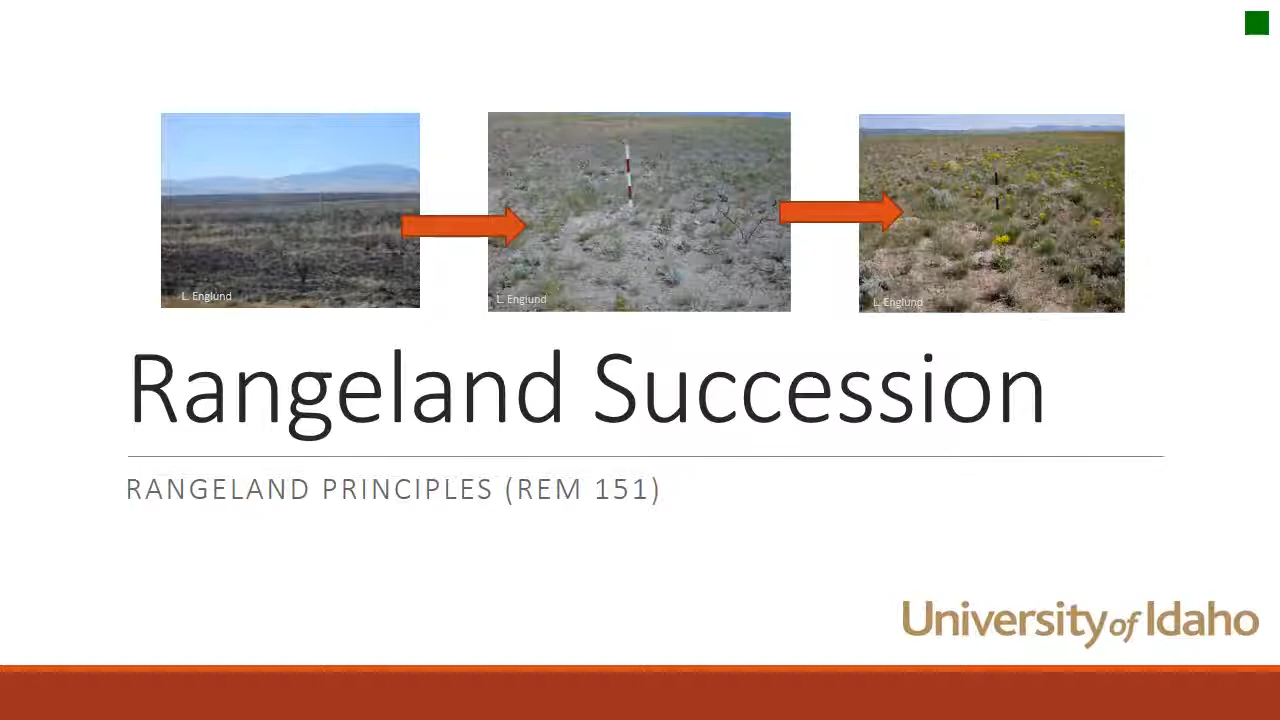 L. Englund
L. Englund
L. Englund
Rangeland Succession
RANGELAND PRINCIPLES (REM 151)
University of Idaho